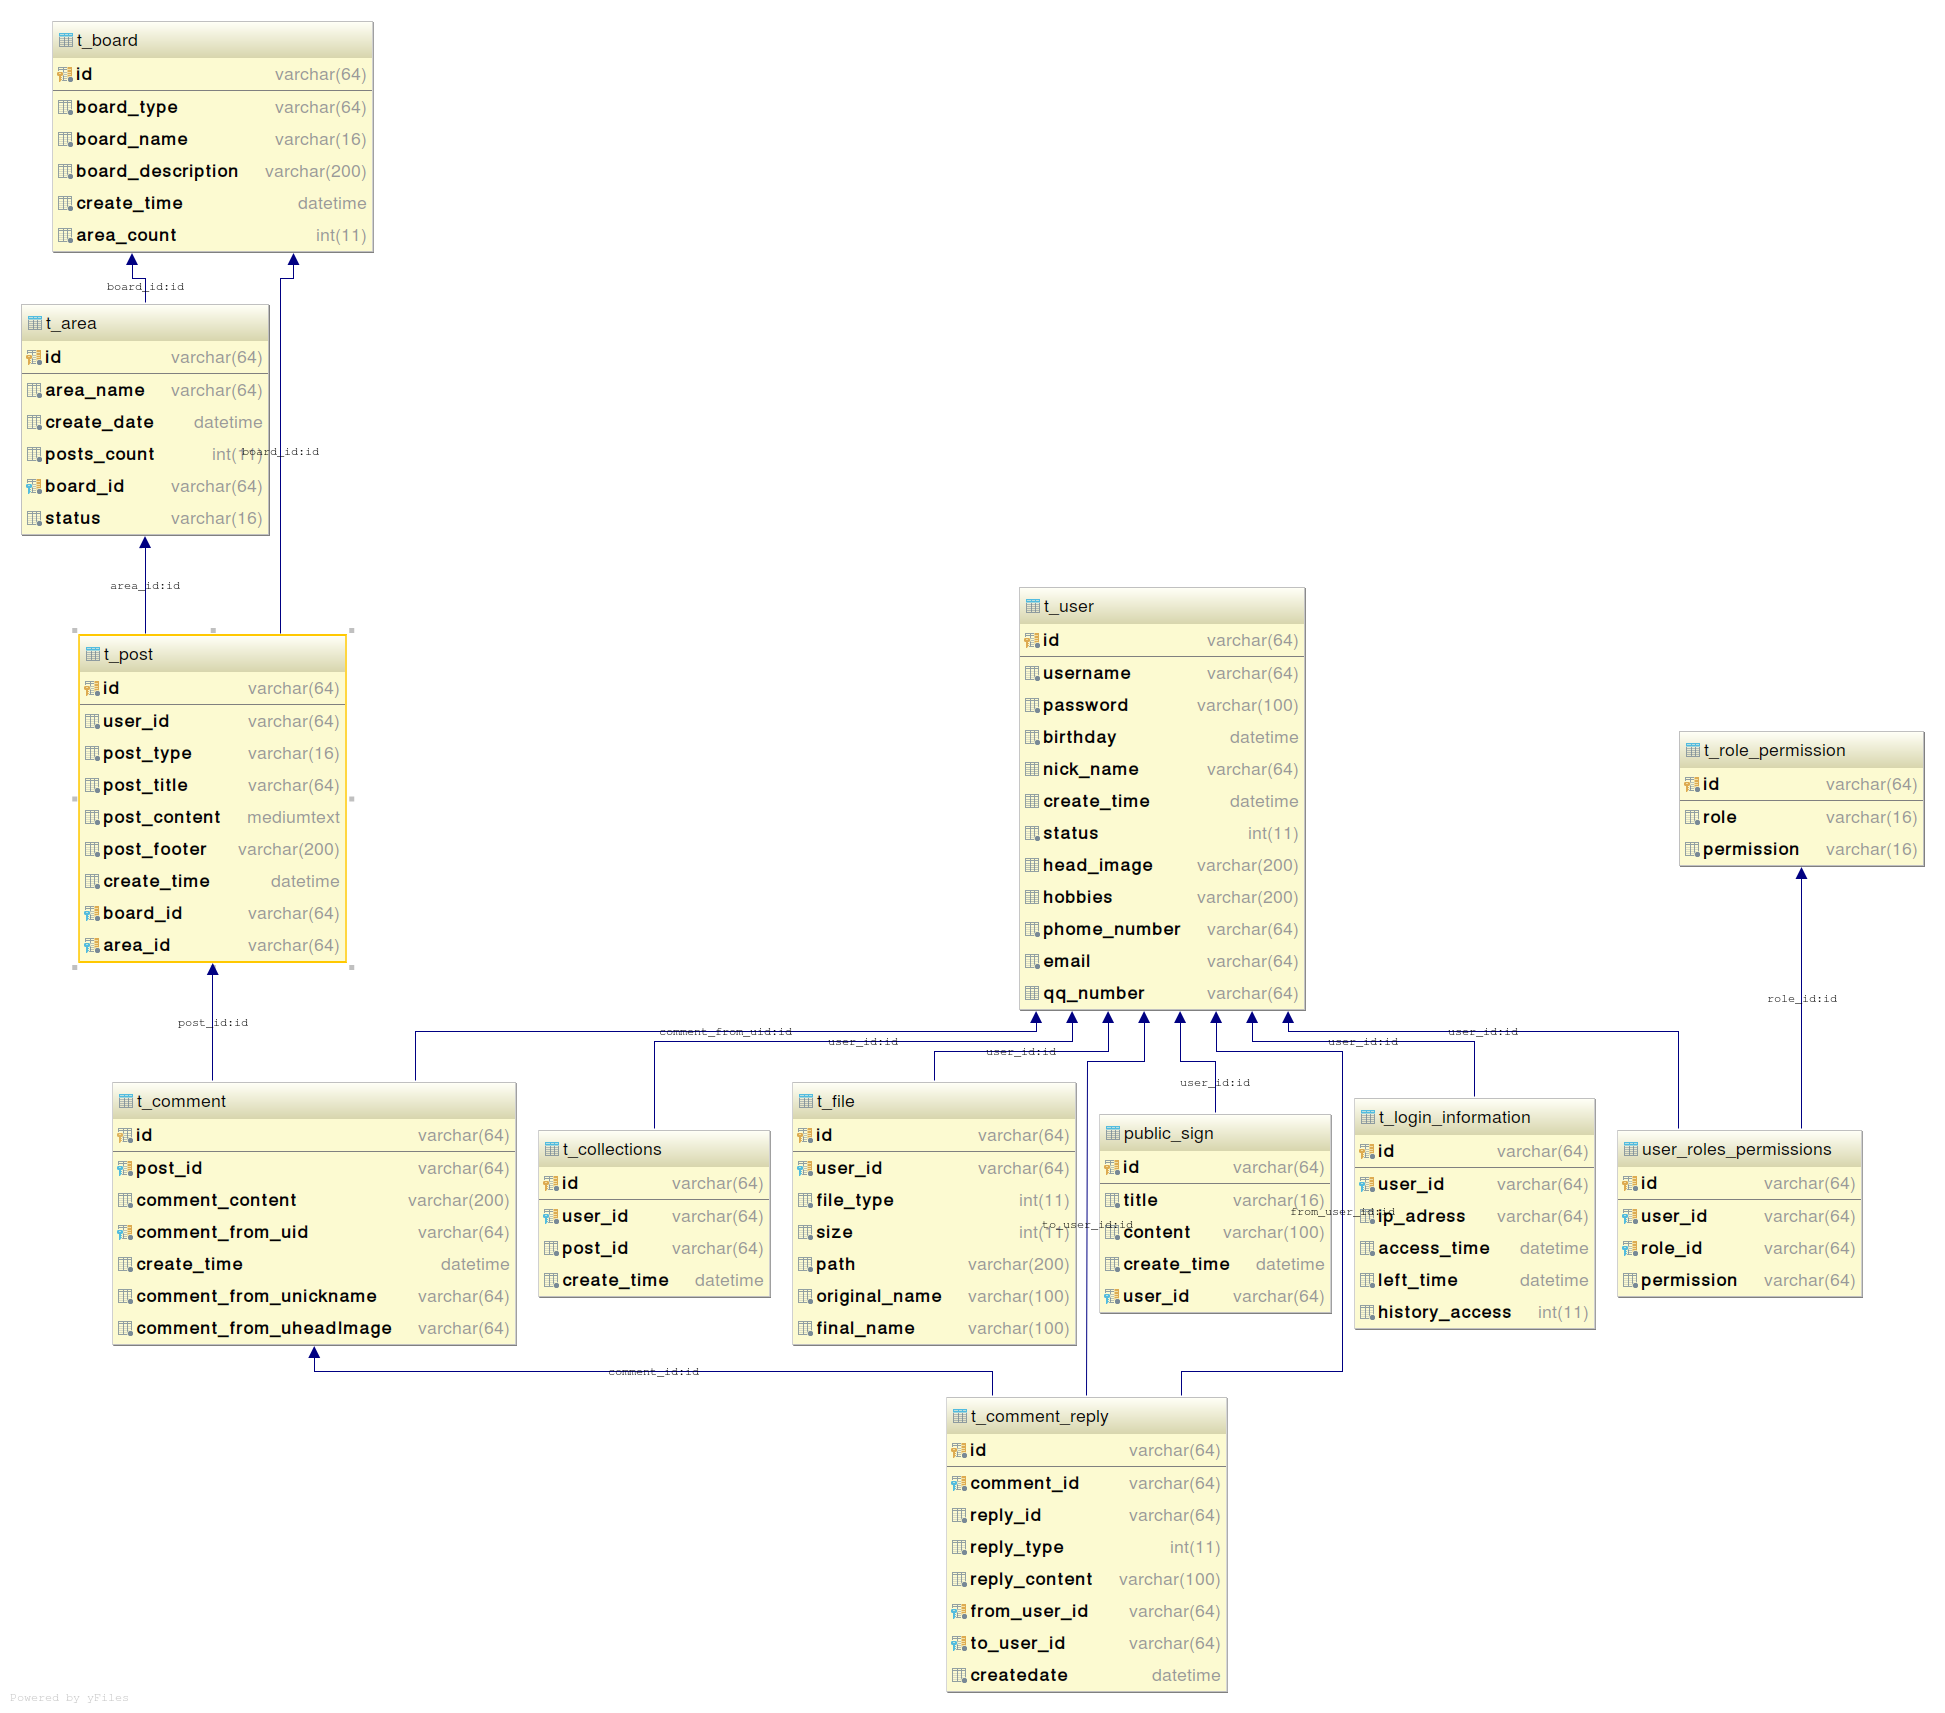 t_board
id varchar(64)
board_type varchar(64)
board_name varchar(16)
board_description varchar(200)
create_time datetime
area_count int(11)
board_id:id
t_area
id varchar(64)
area_name varchar(64)
create_date datetime
posts_count int(11)
board_id varchar(64)
status varchar(16)
board_id:id
area_id:id
t_post
id varchar(64)
user_id varchar(64)
post_type varchar(16)
post_title varchar(64)
post_content mediumtext
post_footer varchar(200)
create_time datetime
board_id varchar(64)
area_id varchar(64)
post_id:id
t_user
id varchar(64)
username varchar(64)
password varchar(100)
birthday datetime
nick_name varchar(64)
create_time datetime
status int(11)
head_image varchar(200)
hobbies varchar(200)
phome_number varchar(64)
email varchar(64)
qq_number varchar(64)
t_role_permission
id varchar(64)
role varchar(16)
permission varchar(16)
role_id:id
comment_from_uid:id
user_id:id
user_id:id
user_id:id
user_id:id
user_id:id
t_comment
id varchar(64)
post_id varchar(64)
comment_content varchar(200)
comment_from_uid varchar(64)
create_time datetime
comment_from_unickname varchar(64)
comment_from_uheadImage varchar(64)
t_collections
id varchar(64)
user_id varchar(64)
post_id varchar(64)
create_time datetime
t_file
id varchar(64)
user_id varchar(64)
file_type int(11)
size int(11)
path varchar(200)
original_name varchar(100)
final_name varchar(100)
to_user_id:id
public_sign
id varchar(64)
title varchar(16)
content varchar(100)
create_time datetime
user_id varchar(64)
from_user_id:id
t_login_information
id varchar(64)
user_id varchar(64)
ip_adress varchar(64)
access_time datetime
left_time datetime
history_access int(11)
user_roles_permissions
id varchar(64)
user_id varchar(64)
role_id varchar(64)
permission varchar(64)
comment_id:id
t_comment_reply
id varchar(64)
comment_id varchar(64)
reply_id varchar(64)
reply_type int(11)
reply_content varchar(100)
from_user_id varchar(64)
to_user_id varchar(64)
createdate datetime
Powered by yFiles